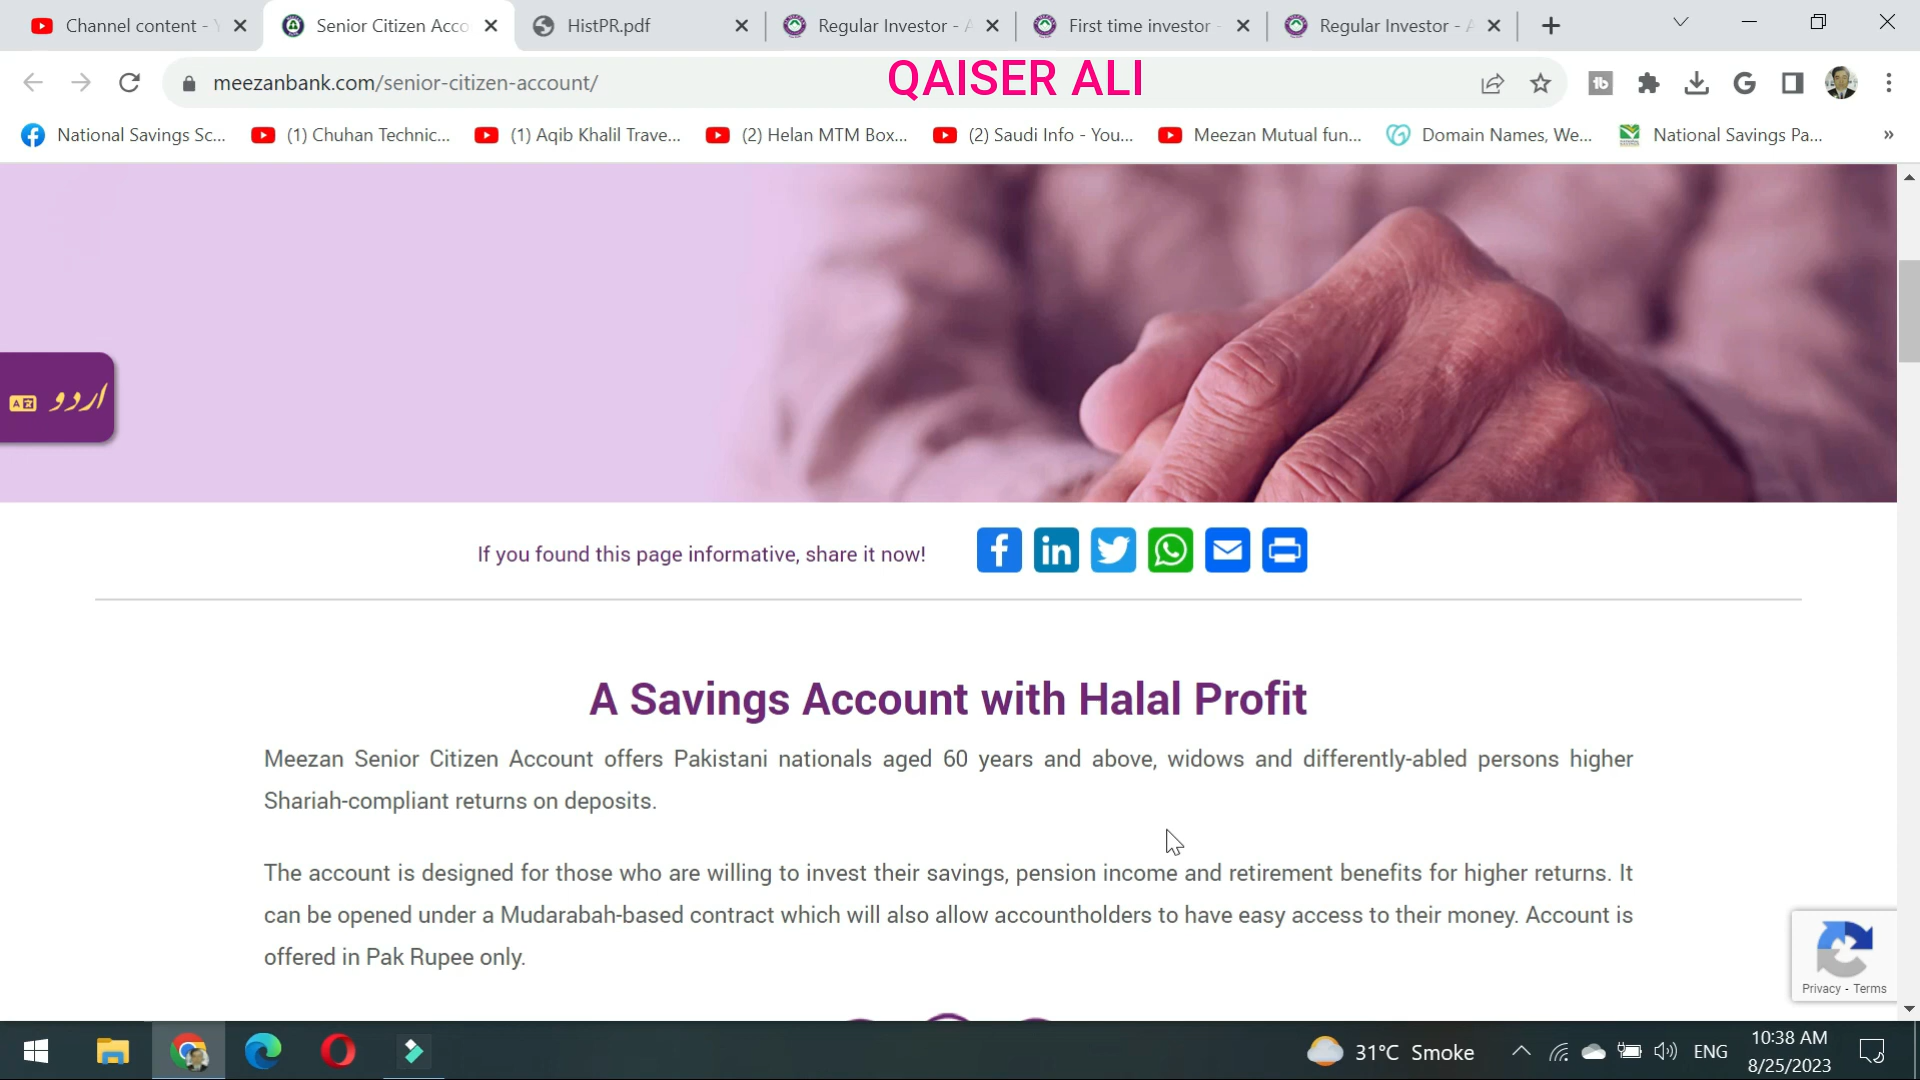 Channel content - Y
Senior Citizen Acco
HistPR.pdf
Regular Investor - A
First time investor -
Regular Investor - A
meezanbank.com/senior-citizen-account/
QAISER ALI
National Savings Sc...
(1) Chuhan Technic...
(1) Aqib Khalil Trave...
(2) Helan MTM Box...
(2) Saudi Info - You...
Meezan Mutual fun...
Domain Names, We...
National Savings Pa...
»
اردو
If you found this page informative, share it now!
A Savings Account with Halal Profit
Meezan Senior Citizen Account offers Pakistani nationals aged 60 years and above, widows and differently-abled persons higher
Shariah-compliant returns on deposits.
The account is designed for those who are willing to invest their savings, pension income and retirement benefits for higher returns. It
can be opened under a Mudarabah-based contract which will also allow accountholders to have easy access to their money. Account is
offered in Pak Rupee only.
Privacy - Terms
31°C Smoke
ENG
10:38 AM
8/25/2023